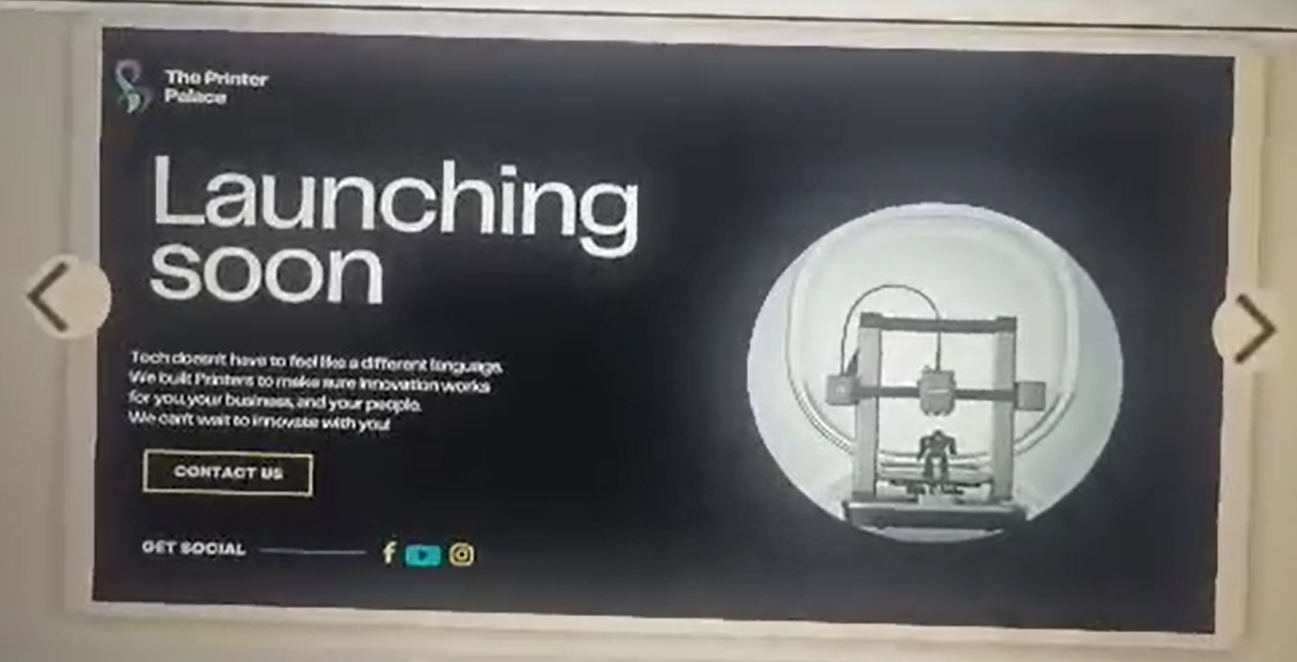 The Printer
Palace
Launching
soon
Tech doesn't have to feel like a different language.
We built Printers to make sure innovation works
for you, your business, and your people.
We can't wait to innovate with you!
CONTACT US
GET SOCIAL